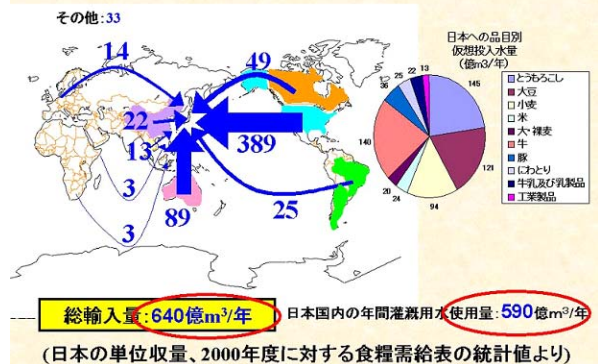 その他:33
14
49
22
13
389
3
3
89
25
日本への品目別
仮想投入水量
(億m3/年)
13
22
25
36
145
140
121
20
24
94
とうもろこし
大豆
小麦
米
大・裸麦
牛
豚
にわとり
牛乳及び乳製品
工業製品
総輸入量:640億m³/年
日本国内の年間灌漑用水使用量:590億m³/年
(日本の単位収量、2000年度に対する食糧需給表の統計値より)